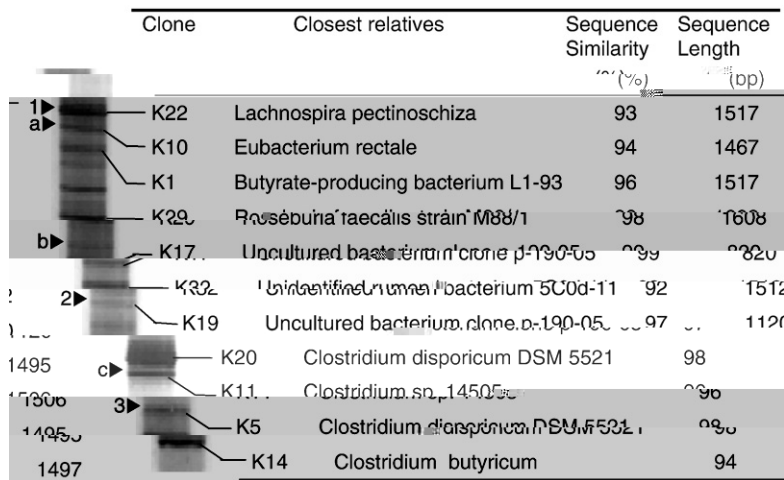 Clone Closest relatives Sequence Sequence
Similarity Length
(%) (bp)
1 K22 Lachnospira pectinoschiza 93 1517
a
K10 Eubacterium rectale 94 1467
K1 Butyrate-producing bacterium L1-93 96 1517
K29 Roseburia faecalis strain M88/1 98 1608
b K17 Uncultured bacterium clone p-190-05 99 820
K32 Unidentified rumen bacterium 92 1512
2
K19 Uncultured bacterium clone p-190-05 97 1120
1495 K20 Clostridium disporicum DSM 5521 98
c
K11 Clostridium sp. 14505 96
1506
3
1495 K5 Clostridium disporicum DSM 5521 98
1497 K14 Clostridium butyricum 94